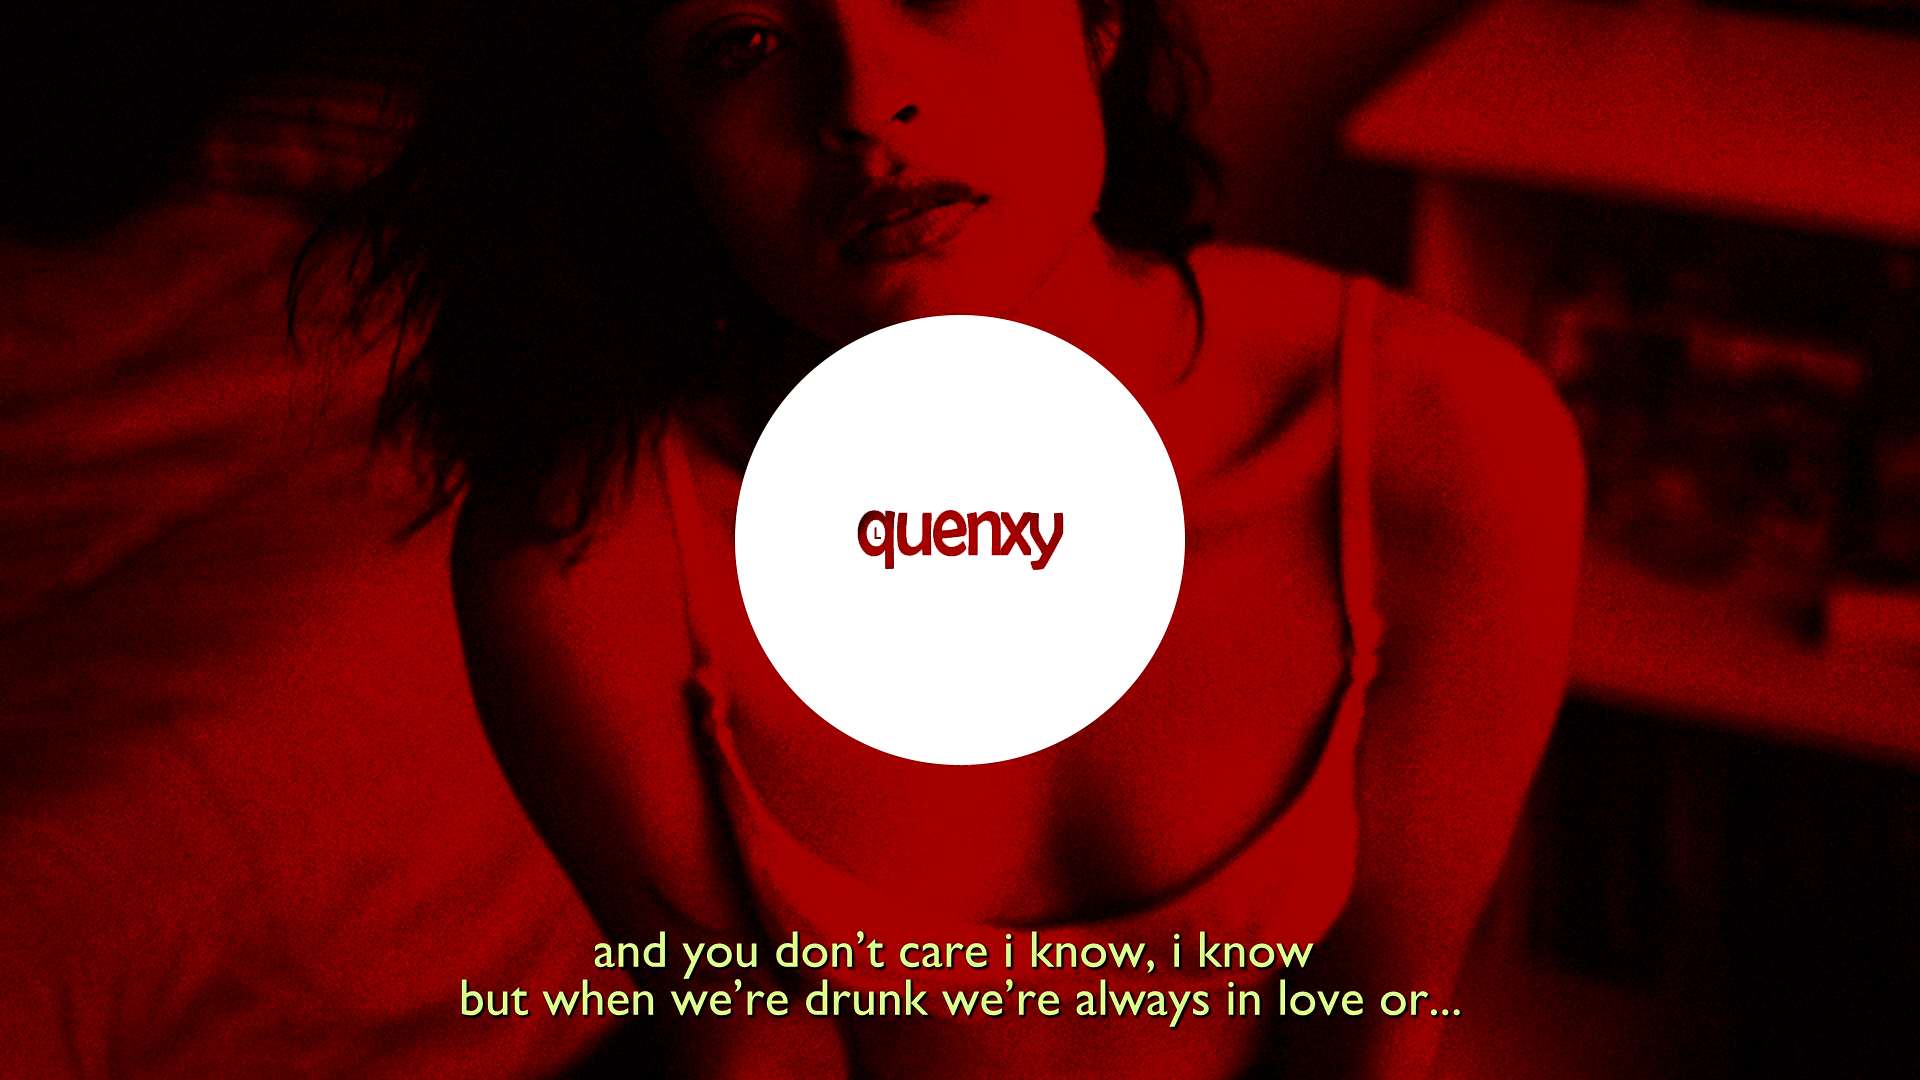 quenxy
and you don’t care i know, i know
but when we’re drunk we’re always in love or...